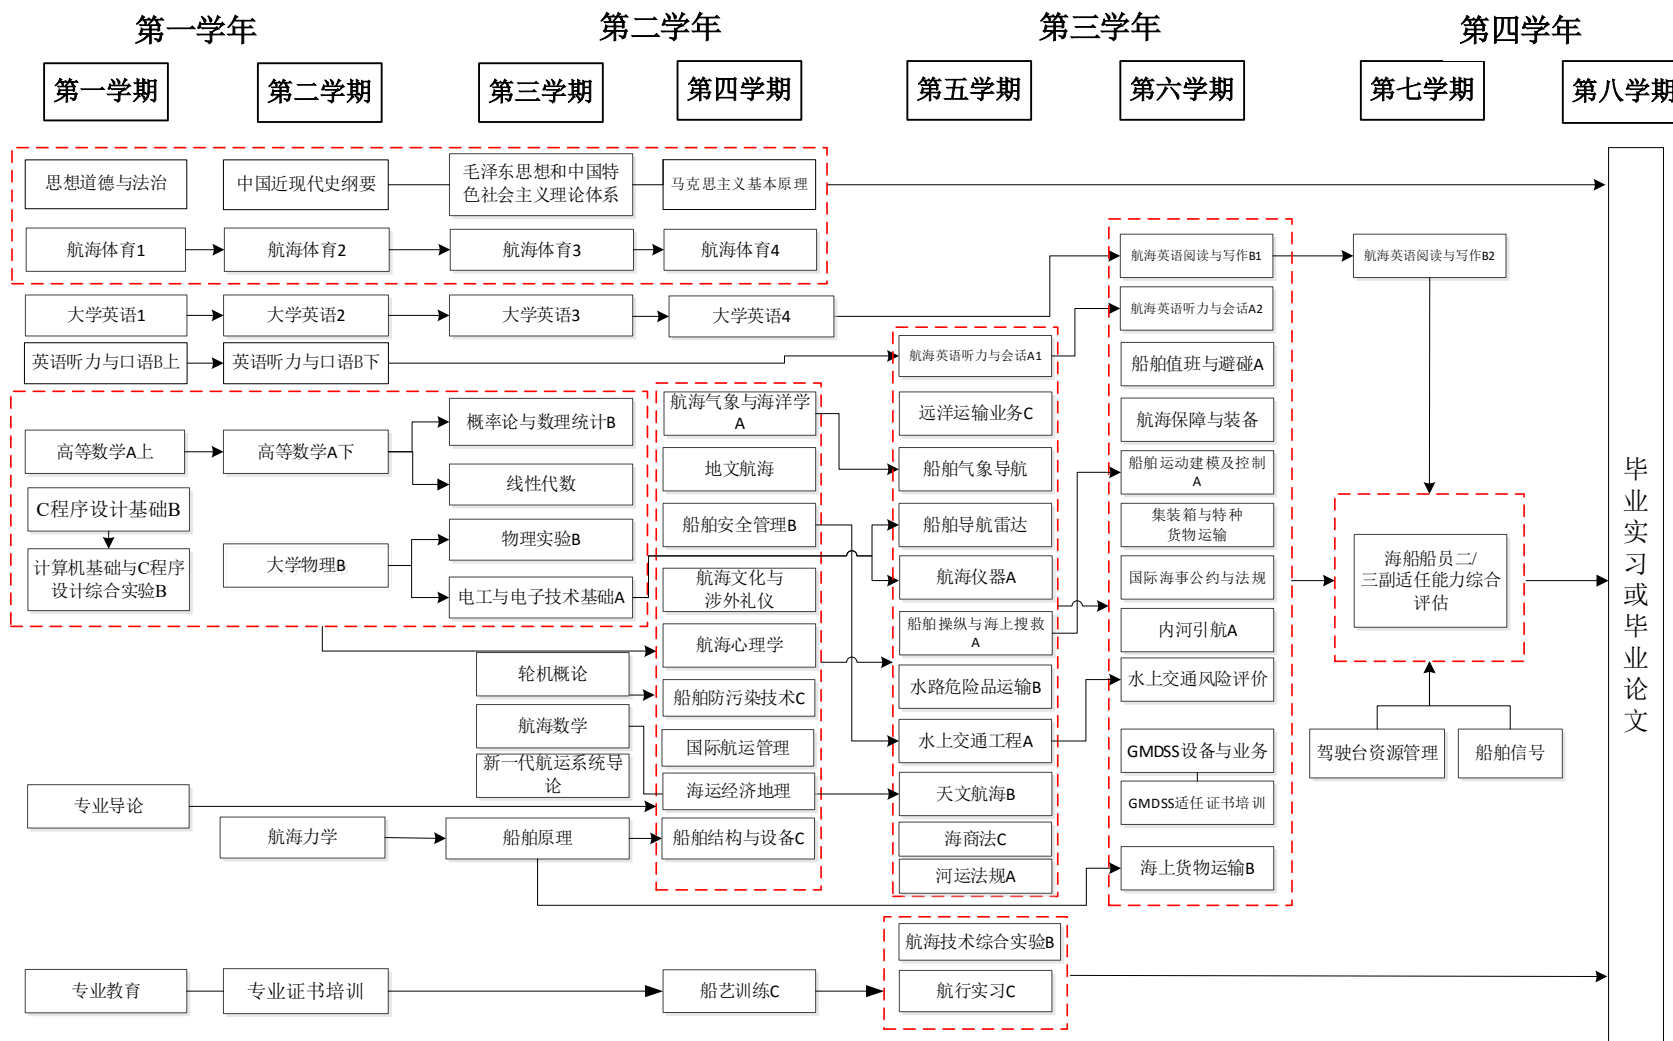 第一学年
第二学年
第三学年
第四学年
第一学期
第二学期
第三学期
第四学期
第五学期
第六学期
第七学期
第八学期
思想道德与法治
中国近现代史纲要
毛泽东思想和中国特
色社会主义理论体系
马克思主义基本原理
航海体育1
航海体育2
航海体育3
航海体育4
大学英语1
大学英语2
大学英语3
大学英语4
英语听力与口语B上
英语听力与口语B下
高等数学A上
高等数学A下
概率论与数理统计B
线性代数
C程序设计基础B
计算机基础与C程序
设计综合实验B
大学物理B
物理实验B
电工与电子技术基础A
轮机概论
航海数学
新一代航运系统导
论
专业导论
航海力学
船舶原理
航海气象与海洋学
A
地文航海
船舶安全管理B
航海文化与
涉外礼仪
航海心理学
船舶防污染技术C
国际航运管理
海运经济地理
船舶结构与设备C
航海英语听力与会话A1
远洋运输业务C
船舶气象导航
船舶导航雷达
航海仪器A
船舶操纵与海上搜救
A
水路危险品运输B
水上交通工程A
天文航海B
海商法C
河运法规A
航海英语阅读与写作B1
航海英语听力与会话A2
船舶值班与避碰A
航海保障与装备
船舶运动建模及控制
A
集装箱与特种
货物运输
国际海事公约与法规
内河引航A
水上交通风险评价
GMDSS设备与业务
GMDSS适任证书培训
海上货物运输B
航海英语阅读与写作B2
海船船员二/
三副适任能力综合
评估
驾驶台资源管理
船舶信号
专业教育
专业证书培训
船艺训练C
航海技术综合实验B
航行实习C
毕业实习或毕业论文